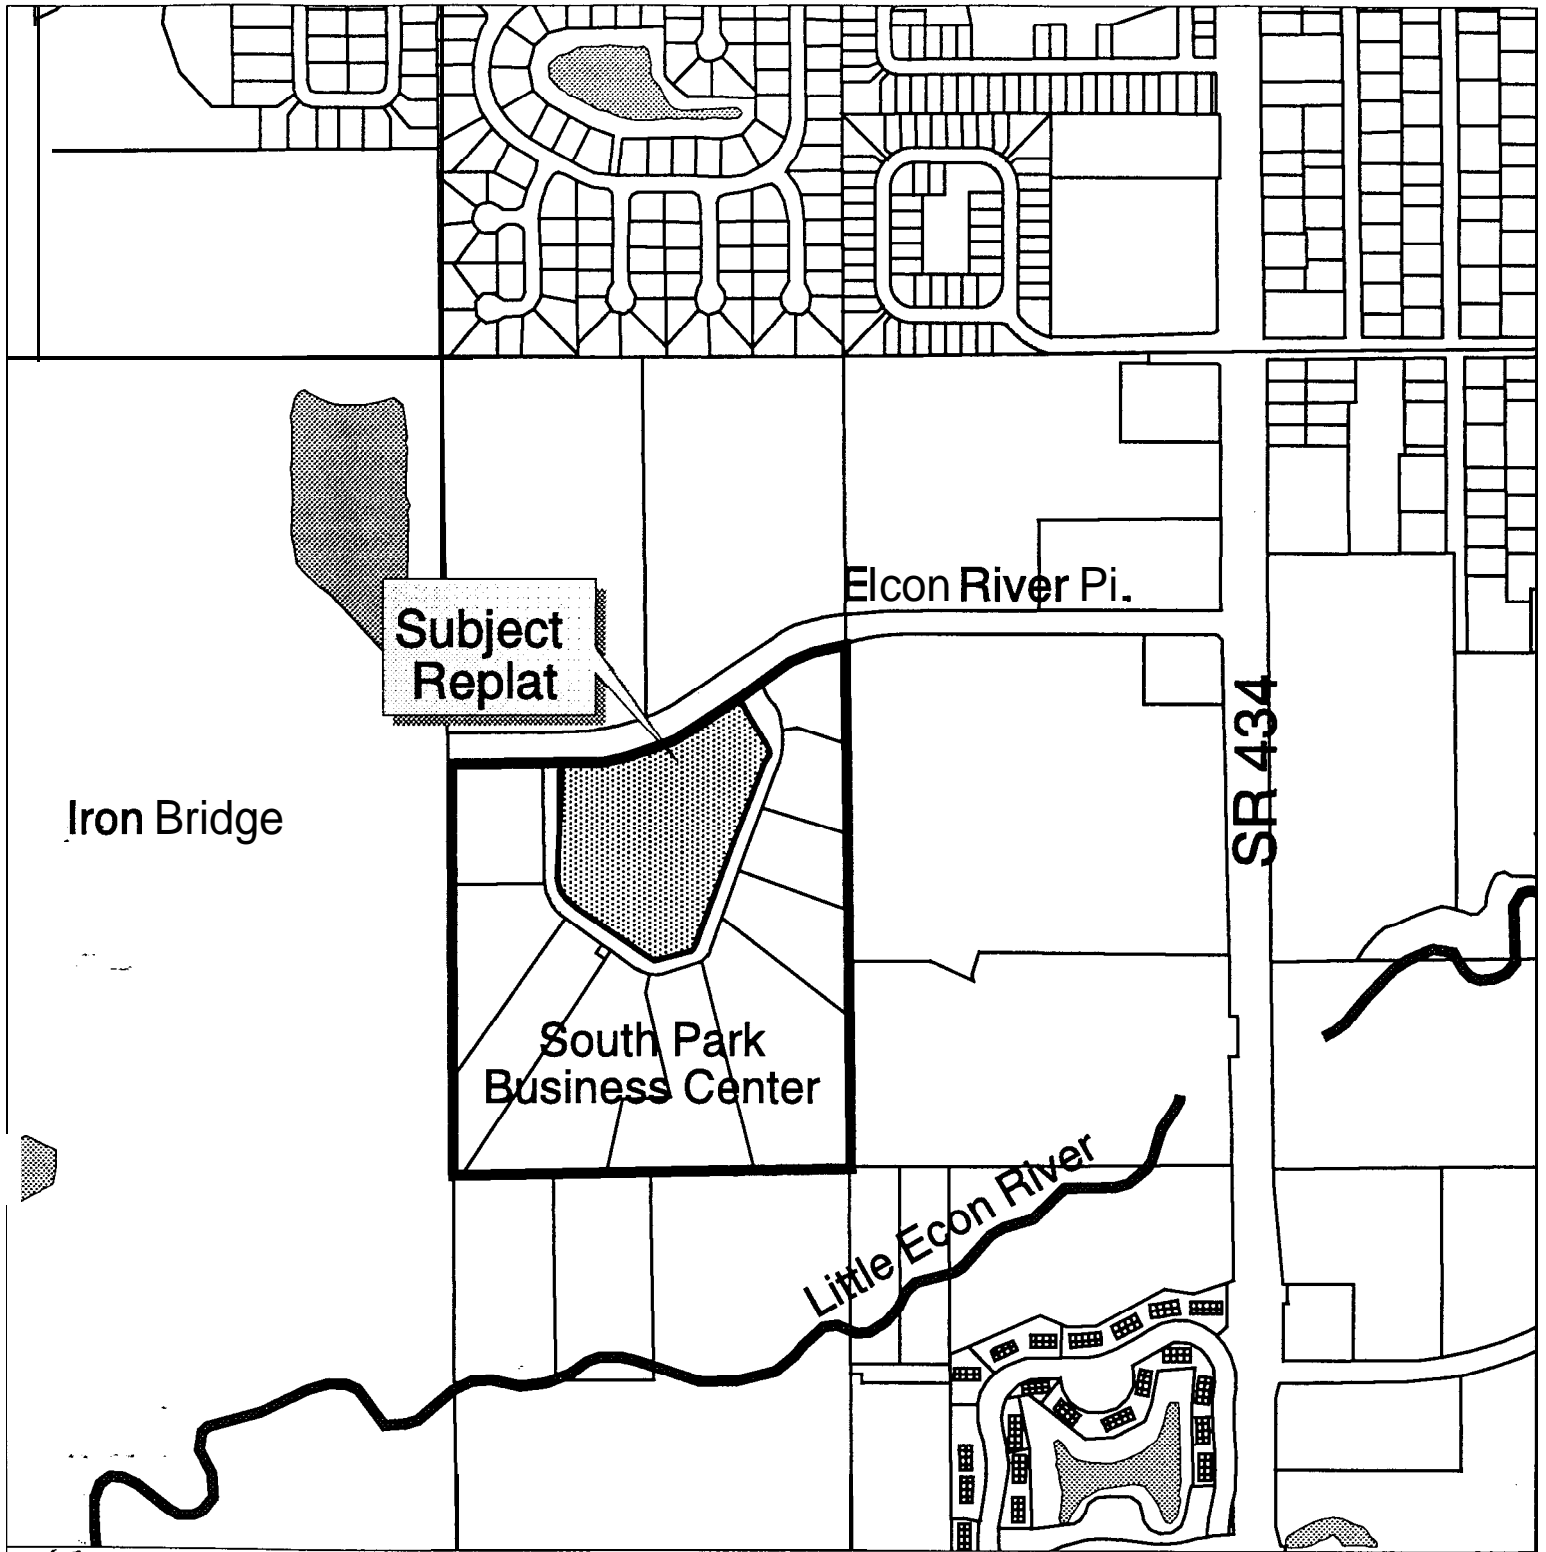 Elcon River Pi.
Subject
Replat
SR 434
Iron Bridge
South Park
Business Center
Little Econ River